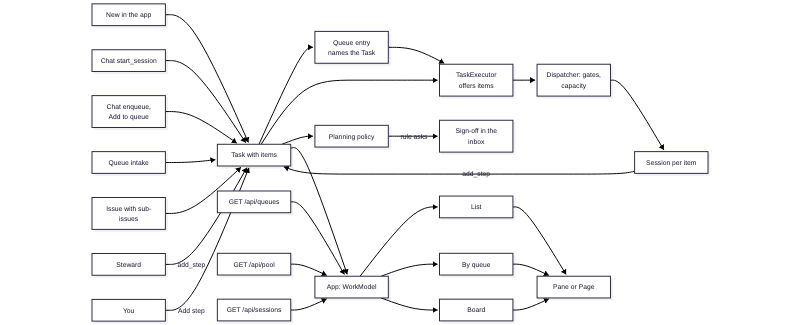 New in the app
Chat start_session
Chat enqueue,
Add to queue
Queue intake
Issue with sub-
issues
Steward
You
add_step
Add step
Task with items
GET /api/queues
GET /api/pool
GET /api/sessions
Queue entry
names the Task
Planning policy
rule asks
App: WorkModel
TaskExecutor
offers items
Sign-off in the
inbox
add_step
List
By queue
Board
Dispatcher: gates,
capacity
Pane or Page
Session per item